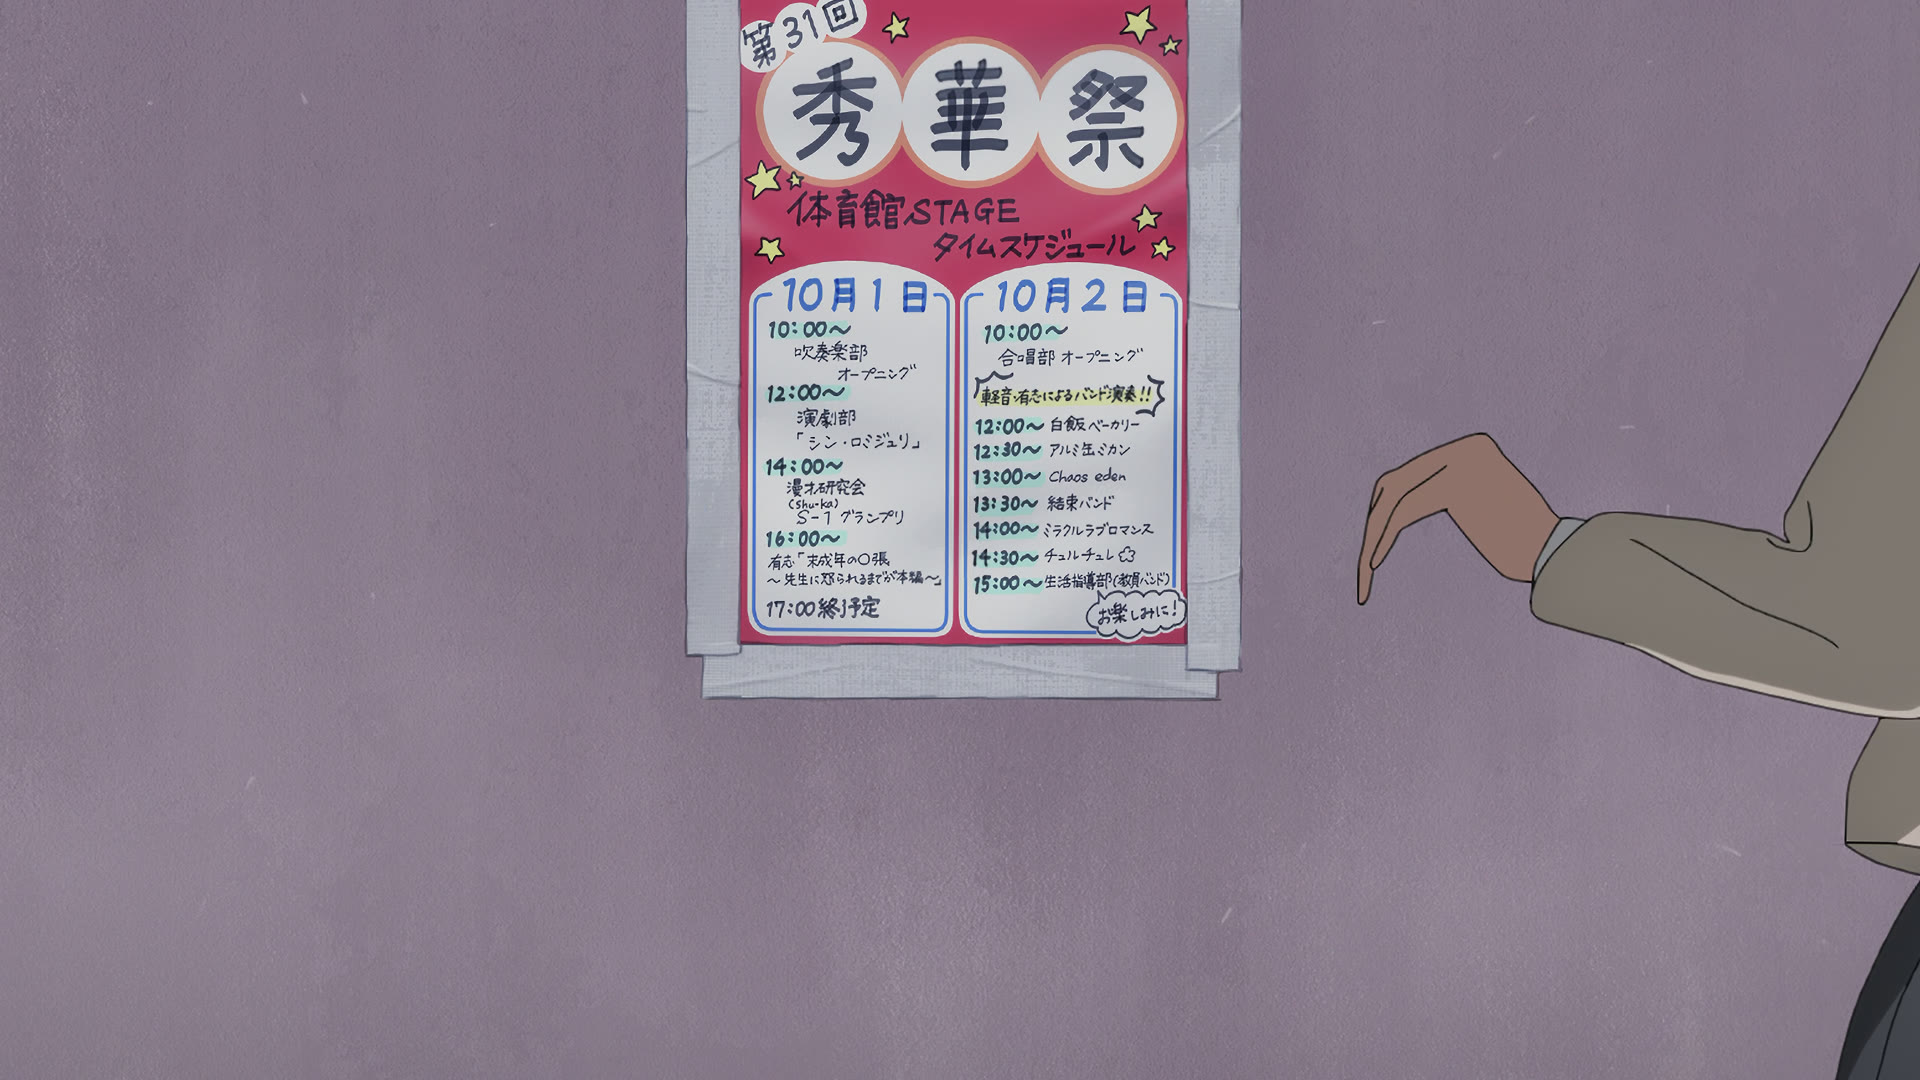 第31回
秀華祭
体育館STAGE
タイムスケジュール
10月1日
10:00〜
吹奏楽部
オープニング
12:00〜
演劇部
「シン・ロミジュリ」
14:00〜
漫才研究会
(shu-ka)
S-1グランプリ
16:00〜
有志「未成年の〇張
〜先生に怒られるまでが本編〜」
17:00終了予定
10月2日
10:00〜
合唱部 オープニング
軽音・有志によるバンド演奏!!
12:00〜 白飯ベーカリー
12:30〜 アルミ缶ミカン
13:00〜 Chaos eden
13:30〜 結束バンド
14:00〜 ミラクルラブロマンス
14:30〜 チュルチュレ
15:00〜 生活指導部(教員バンド)
お楽しみに!